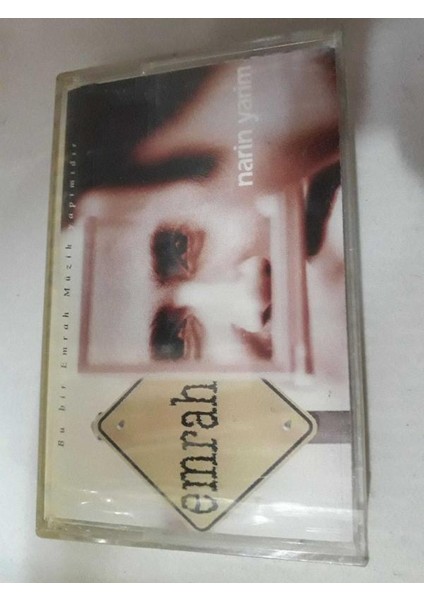 Bu bir Emrah Müzik yapımıdır
narin yarim
emrah